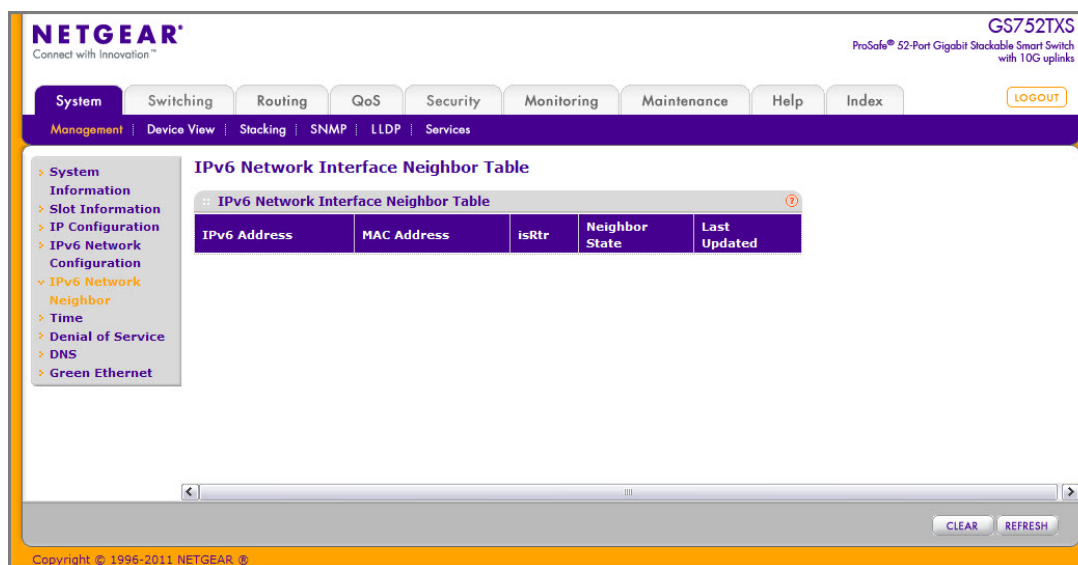 NETGEAR®
Connect with Innovation™
GS752TXS
ProSafe® 52-Port Gigabit Stackable Smart Switch
with 10G uplinks
System Switching Routing QoS Security Monitoring Maintenance Help Index LOGOUT
Management Device View Stacking SNMP LLDP Services
System
Information
Slot Information
IP Configuration
IPv6 Network
Configuration
IPv6 Network
Neighbor
Time
Denial of Service
DNS
Green Ethernet
IPv6 Network Interface Neighbor Table
IPv6 Network Interface Neighbor Table ?
IPv6 Address MAC Address isRtr Neighbor State Last Updated
CLEAR REFRESH
Copyright © 1996-2011 NETGEAR ®